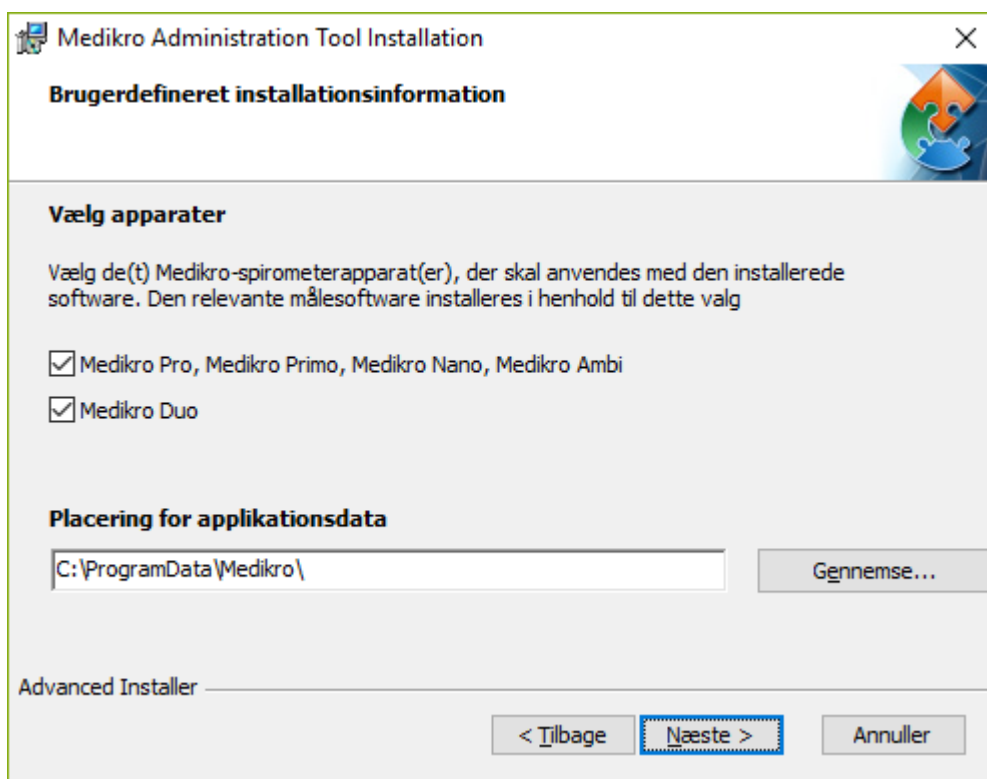 Medikro Administration Tool Installation
Brugerdefineret installationsinformation
Vælg apparater
Vælg de(t) Medikro-spirometerapparat(er), der skal anvendes med den installerede
software. Den relevante målesoftware installeres i henhold til dette valg
Medikro Pro, Medikro Primo, Medikro Nano, Medikro Ambi
Medikro Duo
Placering for applikationsdata
C:\ProgramData\Medikro\
Gennemse...
Advanced Installer
< Tilbage
Næste >
Annuller